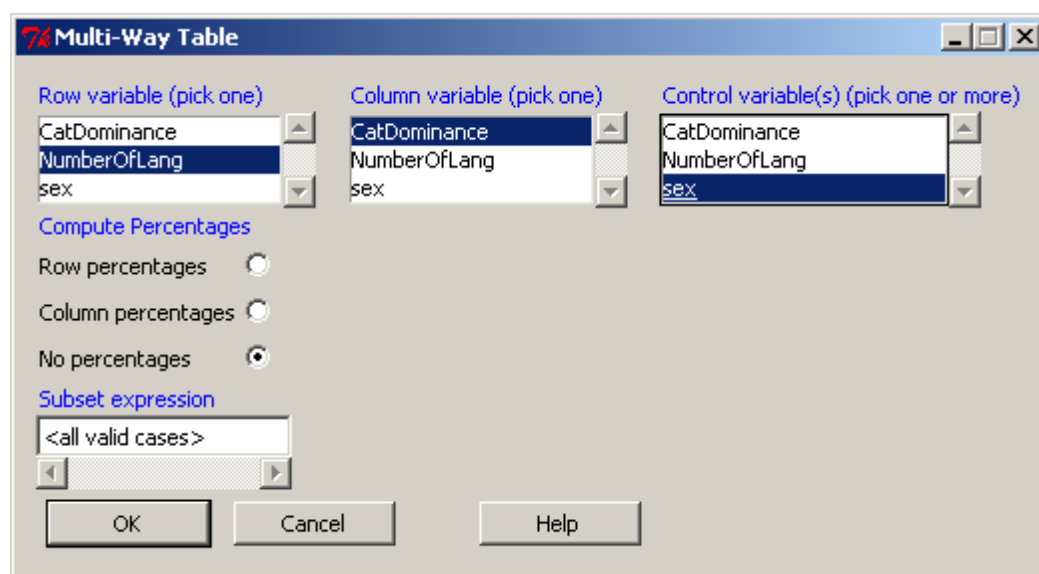 Multi-Way Table
Row variable (pick one)
Column variable (pick one)
Control variable(s) (pick one or more)
CatDominance
NumberOfLang
sex
CatDominance
NumberOfLang
sex
CatDominance
NumberOfLang
sex
Compute Percentages
Row percentages
Column percentages
No percentages
Subset expression
<all valid cases>
OK
Cancel
Help